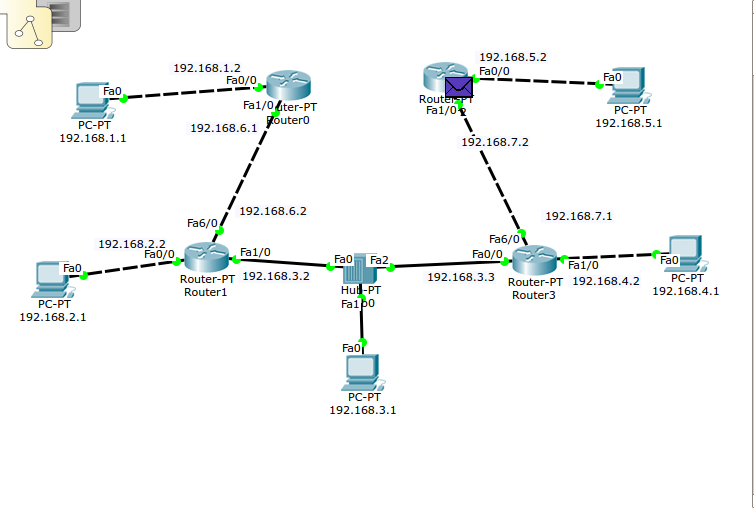 192.168.1.2
Fa0/0
Fa0
PC-PT
192.168.1.1
Fa1/0
uter-PT
Router0
192.168.6.1
192.168.5.2
Fa0/0
Fa0
PC-PT
192.168.5.1
Fa1/0
192.168.7.2
192.168.6.2
Fa6/0
192.168.7.1
Fa6/0
192.168.2.2
Fa0/0
Fa0
PC-PT
192.168.2.1
Fa1/0
Router-PT
Router1
192.168.3.2
Fa0
Fa2
Hub-PT
Fa1
192.168.3.3
Fa0/0
Router-PT
Router3
Fa1/0
192.168.4.2
Fa0
PC-PT
192.168.4.1
Fa0
PC-PT
192.168.3.1